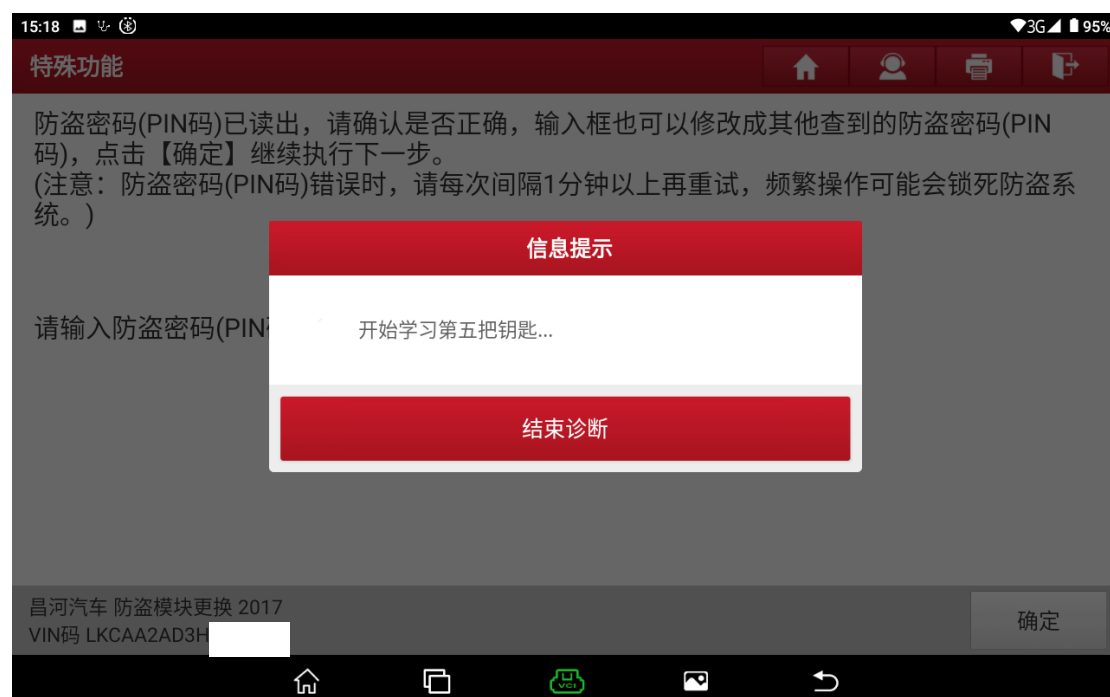 15:18 3G 95%
特殊功能
防盗密码(PIN码)已读出，请确认是否正确，输入框也可以修改成其他查到的防盗密码(PIN
码)，点击【确定】继续执行下一步。
(注意：防盗密码(PIN码)错误时，请每次间隔1分钟以上再重试，频繁操作可能会锁死防盗系
统。)
信息提示
请输入防盗密码(PIN
开始学习第五把钥匙...
结束诊断
昌河汽车 防盗模块更换 2017
VIN码 LKCAA2AD3H
确定
VCI